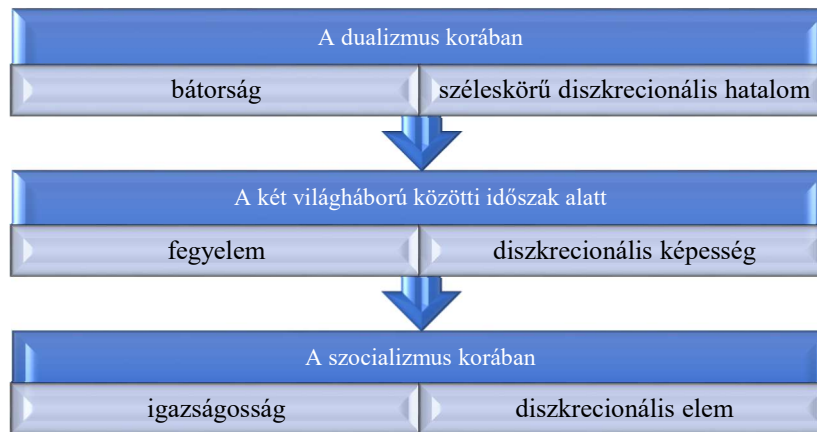 A dualizmus korában
bátorság
széleskörű diszkrecionális hatalom
A két világháború közötti időszak alatt
fegyelem
diszkrecionális képesség
A szocializmus korában
igazságosság
diszkrecionális elem